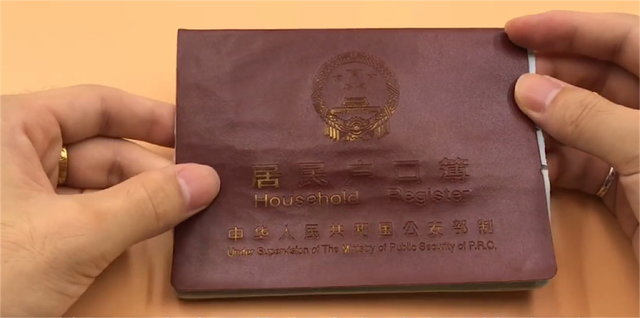 居民户口簿
Household Register
中华人民共和国公安部制
Under Supervision of The Ministry of Public Security of P.R.C.